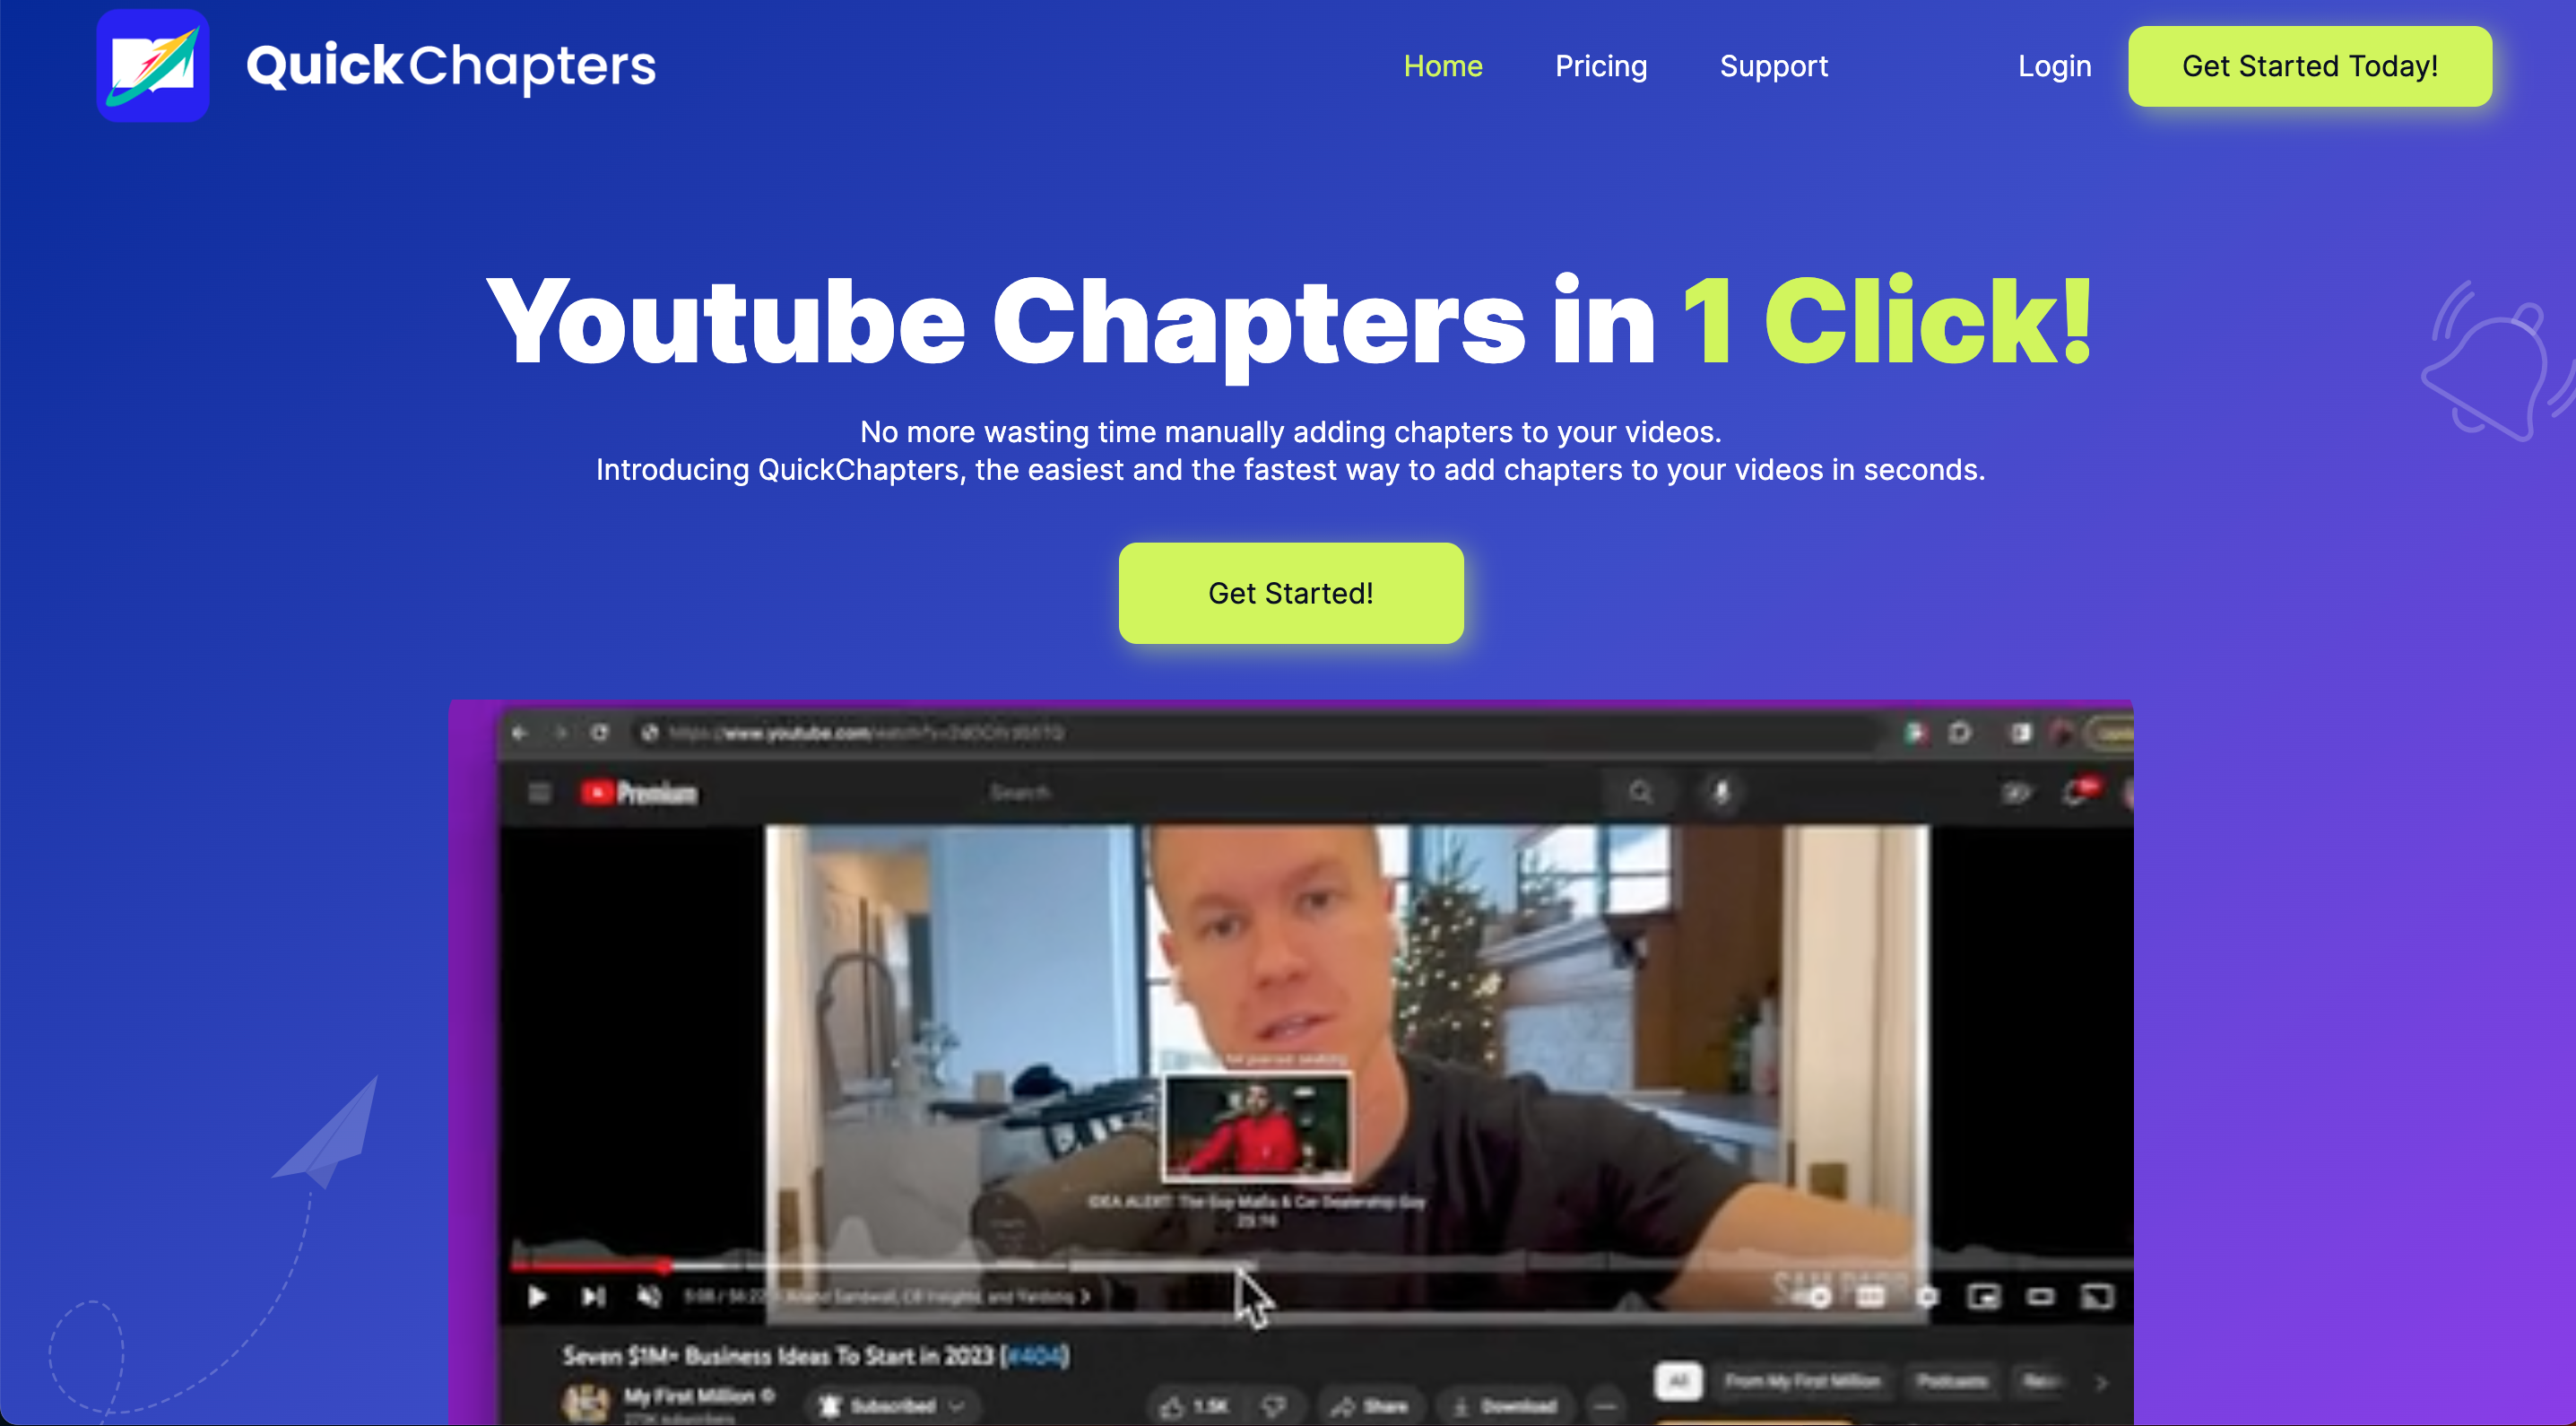 QuickChapters
Home
Pricing
Support
Login
Get Started Today!
Youtube Chapters in 1 Click!
No more wasting time manually adding chapters to your videos.
Introducing QuickChapters, the easiest and the fastest way to add chapters to your videos in seconds.
Get Started!
www.youtube.com
Premium
Search
IDEA ALERT: The Guy Mafia & Car Dealership Guy
Seven $1M+ Business Ideas To Start in 2023 (#404)
My First Million
Subscribed
1.5K
Share
Download
All
From My First Million
Podcasts